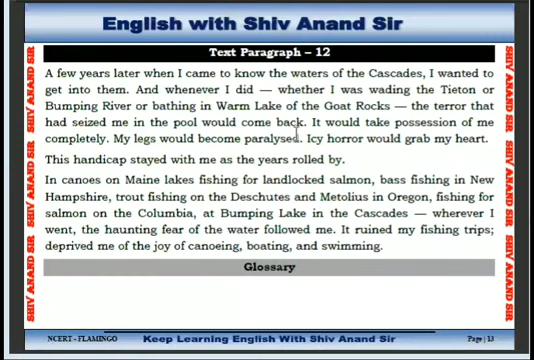 English with Shiv Anand Sir
Text Paragraph – 12
A few years later when I came to know the waters of the Cascades, I wanted to
get into them. And whenever I did — whether I was wading the Tieton or
Bumping River or bathing in Warm Lake of the Goat Rocks — the terror that
had seized me in the pool would come back. It would take possession of me
completely. My legs would become paralysed. Icy horror would grab my heart.
This handicap stayed with me as the years rolled by.
In canoes on Maine lakes fishing for landlocked salmon, bass fishing in New
Hampshire, trout fishing on the Deschutes and Metolius in Oregon, fishing for
salmon on the Columbia, at Bumping Lake in the Cascades — wherever I
went, the haunting fear of the water followed me. It ruined my fishing trips;
deprived me of the joy of canoeing, boating, and swimming.
Glossary
SHIV ANAND SIR
SHIV ANAND SIR
SHIV ANAND SIR
SHIV ANAND SIR
SHIV ANAND SIR
SHIV ANAND SIR
NCERT - FLAMINGO
Keep Learning English With Shiv Anand Sir
Page | 13